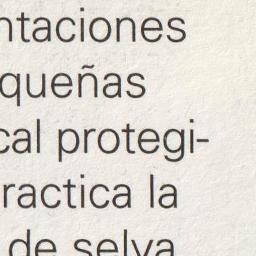 ntaciones
queñas
cal protegi-
ractica la
de selva